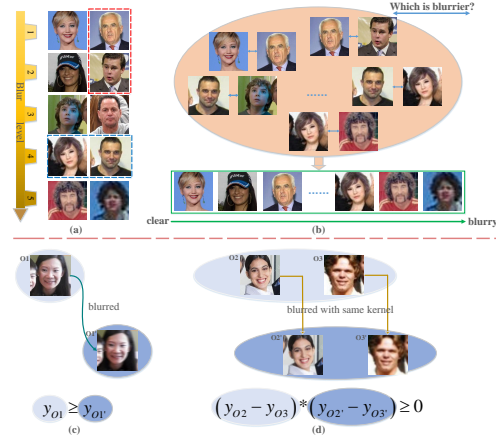 1
2
3
4
5
Blur level
(a)
Which is blurrier?
......
......
clear
blurry
(b)
O1
blurred
O1'
y_{O1} ≥ y_{O1'}
(c)
O2
O3
blurred with same kernel
O2'
O3'
(y_{O2} − y_{O3}) * (y_{O2'} − y_{O3'}) ≥ 0
(d)